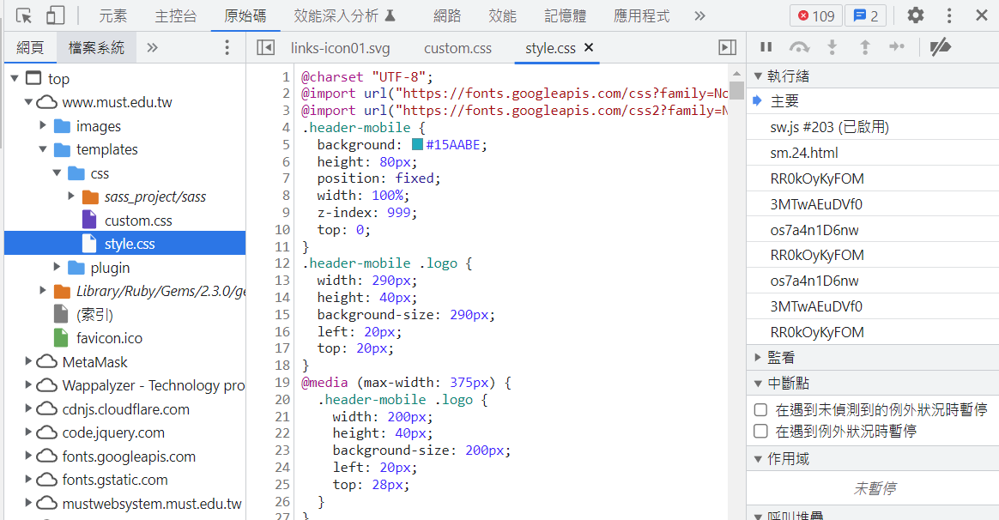 元素 主控台 原始碼 效能深入分析 網路 效能 記憶體 應用程式 109 2
網頁 檔案系統
links-icon01.svg custom.css style.css
top
www.must.edu.tw
images
templates
css
sass_project/sass
custom.css
style.css
plugin
Library/Ruby/Gems/2.3.0/ge
(索引)
favicon.ico
MetaMask
Wappalyzer - Technology pro
cdnjs.cloudflare.com
code.jquery.com
fonts.googleapis.com
fonts.gstatic.com
mustwebsystem.must.edu.tw
1 @charset "UTF-8";
2 @import url("https://fonts.googleapis.com/css?family=No
3 @import url("https://fonts.googleapis.com/css2?family=N
4 .header-mobile {
5 background: #15AABE;
6 height: 80px;
7 position: fixed;
8 width: 100%;
9 z-index: 999;
10 top: 0;
11 }
12 .header-mobile .logo {
13 width: 290px;
14 height: 40px;
15 background-size: 290px;
16 left: 20px;
17 top: 20px;
18 }
19 @media (max-width: 375px) {
20 .header-mobile .logo {
21 width: 200px;
22 height: 40px;
23 background-size: 200px;
24 left: 20px;
25 top: 28px;
26 }
27 }
執行緒
主要
sw.js #203 (已啟用)
sm.24.html
RR0kOyKyFOM
3MTwAEuDVf0
os7a4n1D6nw
RR0kOyKyFOM
os7a4n1D6nw
3MTwAEuDVf0
RR0kOyKyFOM
監看
中斷點
在遇到未偵測到的例外狀況時暫停
在遇到例外狀況時暫停
作用域
未暫停
呼叫堆疊